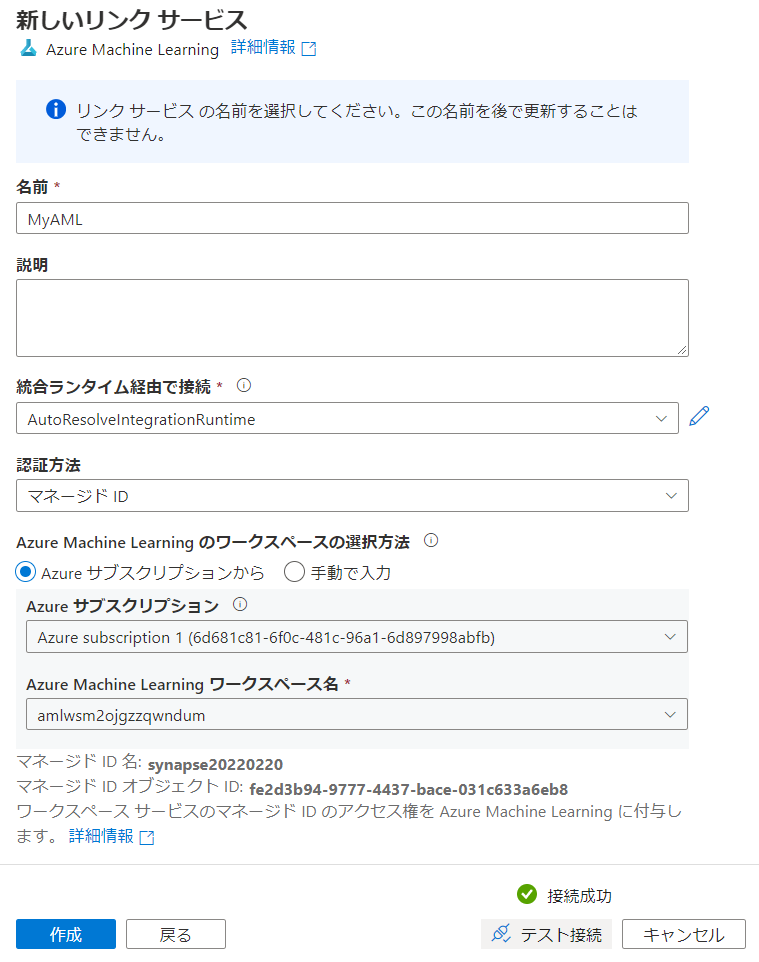 新しいリンク サービス
Azure Machine Learning 詳細情報
リンク サービス の名前を選択してください。この名前を後で更新することは
できません。
名前 *
MyAML
説明
統合ランタイム経由で接続 *
AutoResolveIntegrationRuntime
認証方法
マネージド ID
Azure Machine Learning のワークスペースの選択方法
Azure サブスクリプションから 手動で入力
Azure サブスクリプション
Azure subscription 1 (6d681c81-6f0c-481c-96a1-6d897998abfb)
Azure Machine Learning ワークスペース名 *
amlwsm2ojgzzqwndum
マネージド ID 名: synapse20220220
マネージド ID オブジェクト ID: fe2d3b94-9777-4437-bace-031c633a6eb8
ワークスペース サービスのマネージド ID のアクセス権を Azure Machine Learning に付与し
ます。 詳細情報
接続成功
作成 戻る テスト接続 キャンセル